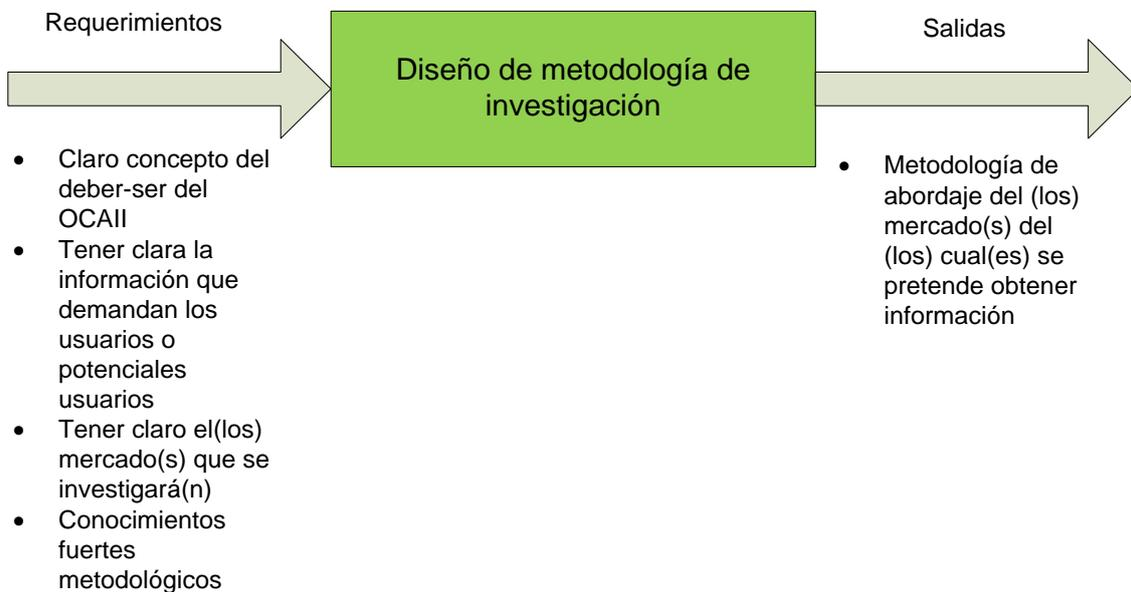 Requerimientos
Diseño de metodología de
investigación
Salidas
• Claro concepto del
deber-ser del
OCAII
• Tener clara la
información que
demandan los
usuarios o
potenciales
usuarios
• Tener claro el(los)
mercado(s) que se
investigará(n)
• Conocimientos
fuertes
metodológicos
• Metodología de
abordaje del (los)
mercado(s) del
(los) cual(es) se
pretende obtener
información